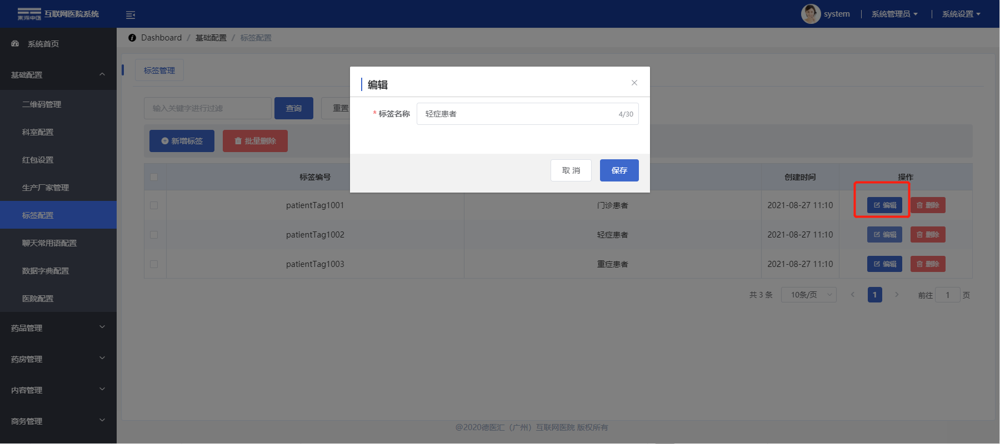 互联网医院系统
system
系统管理员
系统设置
系统首页
基础配置
二维码管理
科室配置
红包设置
生产厂家管理
标签配置
聊天常用语配置
数据字典配置
医院配置
药品管理
药房管理
内容管理
商务管理
Dashboard / 基础配置 / 标签配置
标签管理
输入关键字进行过滤
查询
重置
新增标签
批量删除
编辑
* 标签名称
轻症患者
4/30
取 消
保存
标签编号
创建时间
操作
patientTag1001
门诊患者
2021-08-27 11:10
编辑
删除
patientTag1002
轻症患者
2021-08-27 11:10
编辑
删除
patientTag1003
重症患者
2021-08-27 11:10
编辑
删除
共 3 条
10条/页
1
前往
1
页
@2020德医汇（广州）互联网医院 版权所有